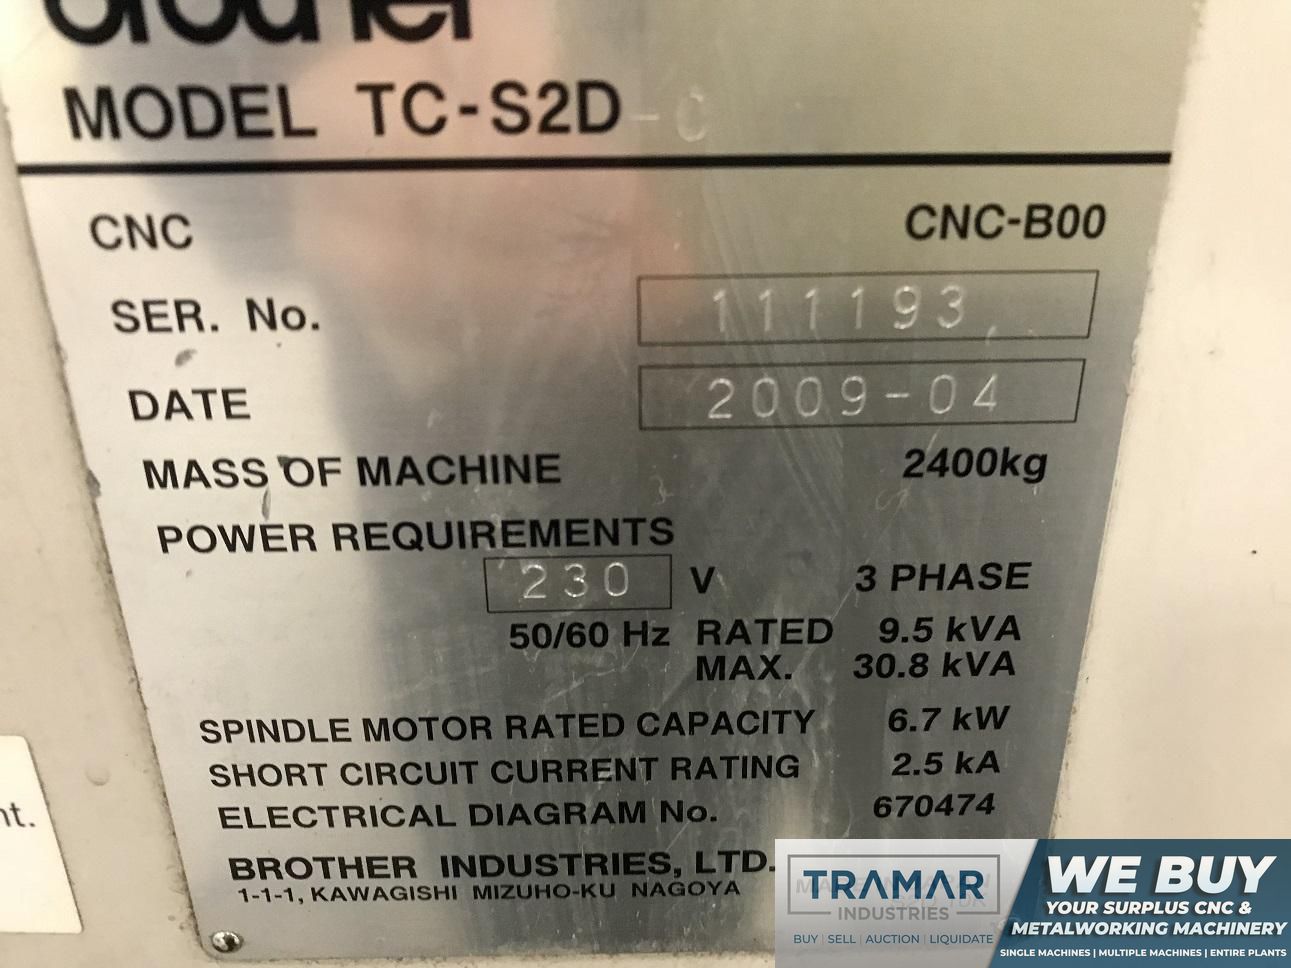 brother
MODEL TC-S2D-C
CNC CNC-B00
SER. No. 111193
DATE 2009-04
MASS OF MACHINE 2400kg
POWER REQUIREMENTS
230 V 3 PHASE
50/60 Hz RATED 9.5 kVA
MAX. 30.8 kVA
SPINDLE MOTOR RATED CAPACITY 6.7 kW
SHORT CIRCUIT CURRENT RATING 2.5 kA
ELECTRICAL DIAGRAM No. 670474
BROTHER INDUSTRIES, LTD.
1-1-1, KAWAGISHI MIZUHO-KU NAGOYA
nt.
TRAMAR
INDUSTRIES
BUY | SELL | AUCTION | LIQUIDATE
WE BUY
YOUR SURPLUS CNC &
METALWORKING MACHINERY
SINGLE MACHINES | MULTIPLE MACHINES | ENTIRE PLANTS